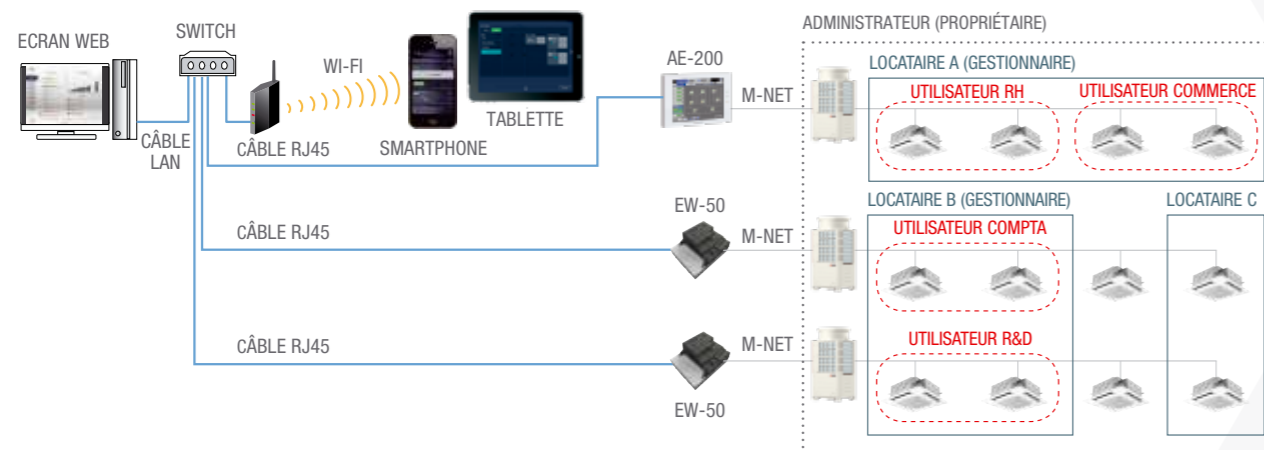 ECRAN WEB
SWITCH
WI-FI
CÂBLE
LAN
CÂBLE RJ45
SMARTPHONE
TABLETTE
AE-200
M-NET
ADMINISTRATEUR (PROPRIÉTAIRE)
LOCATAIRE A (GESTIONNAIRE)
UTILISATEUR RH
UTILISATEUR COMMERCE
CÂBLE RJ45
EW-50
M-NET
LOCATAIRE B (GESTIONNAIRE)
LOCATAIRE C
UTILISATEUR COMPTA
CÂBLE RJ45
EW-50
M-NET
UTILISATEUR R&D